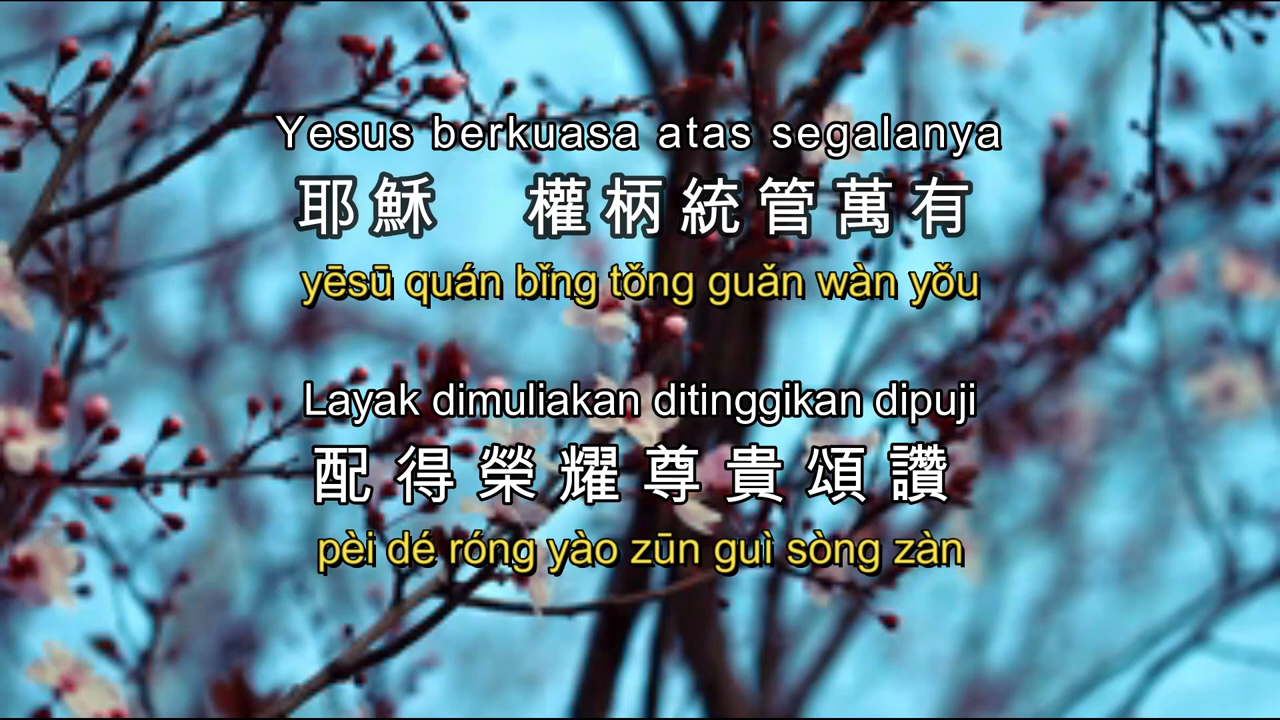 Yesus berkuasa atas segalanya
耶穌 權柄統管萬有
yēsū quán bǐng tǒng guǎn wàn yǒu
Layak dimuliakan ditinggikan dipuji
配得榮耀尊貴頌讚
pèi dé róng yào zūn guì sòng zàn